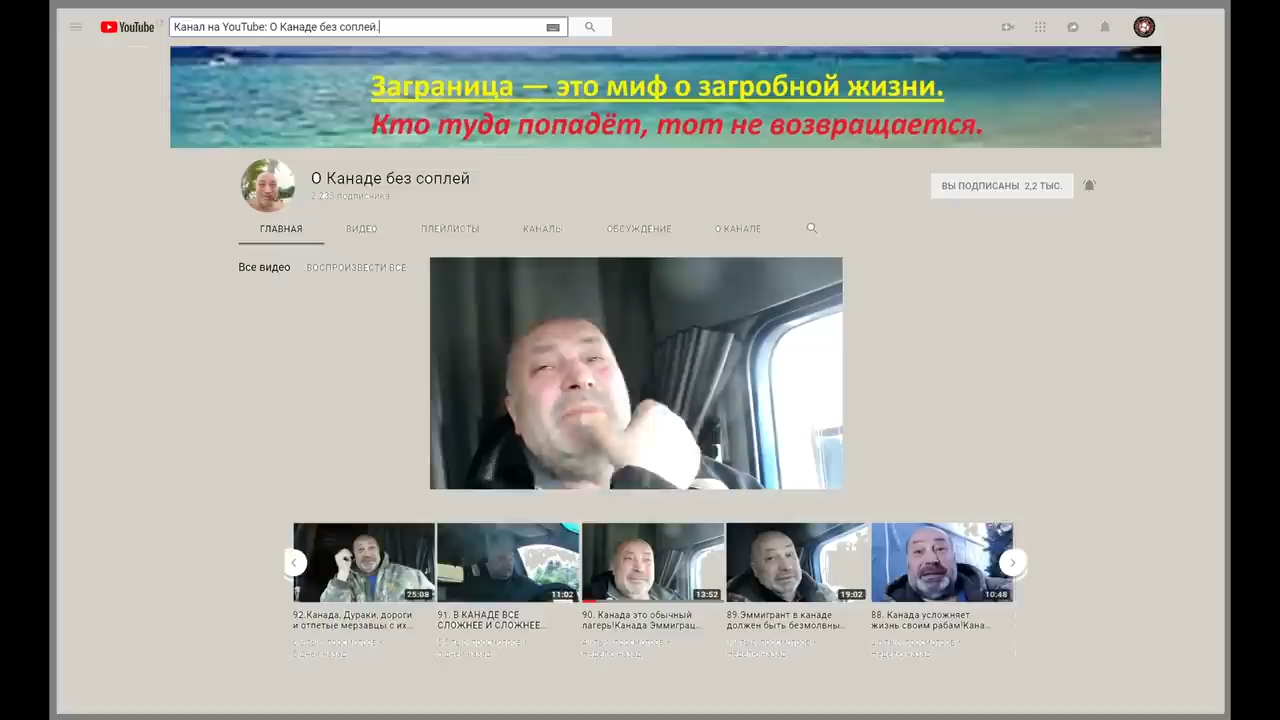 YouTube
Канал на YouTube: О Канаде без соплей.
Заграница — это миф о загробной жизни.
Кто туда попадёт, тот не возвращается.
О Канаде без соплей
2 233 подписчика
ВЫ ПОДПИСАНЫ 2,2 ТЫС.
ГЛАВНАЯ ВИДЕО ПЛЕЙЛИСТЫ КАНАЛЫ ОБСУЖДЕНИЕ О КАНАЛЕ
Все видео ВОСПРОИЗВЕСТИ ВСЕ
25:08 11:02 13:52 19:02 10:48
92.Канада, Дураки, дороги
и отпетые мерзавцы с их...
91. В КАНАДЕ ВСЕ
СЛОЖНЕЕ И СЛОЖНЕЕ...
90. Канада это обычный
лагерь!Канада Эммиграц...
89.Эммигрант в канаде
должен быть безмолвны...
88. Канада усложняет
жизнь своим рабам!Кана...